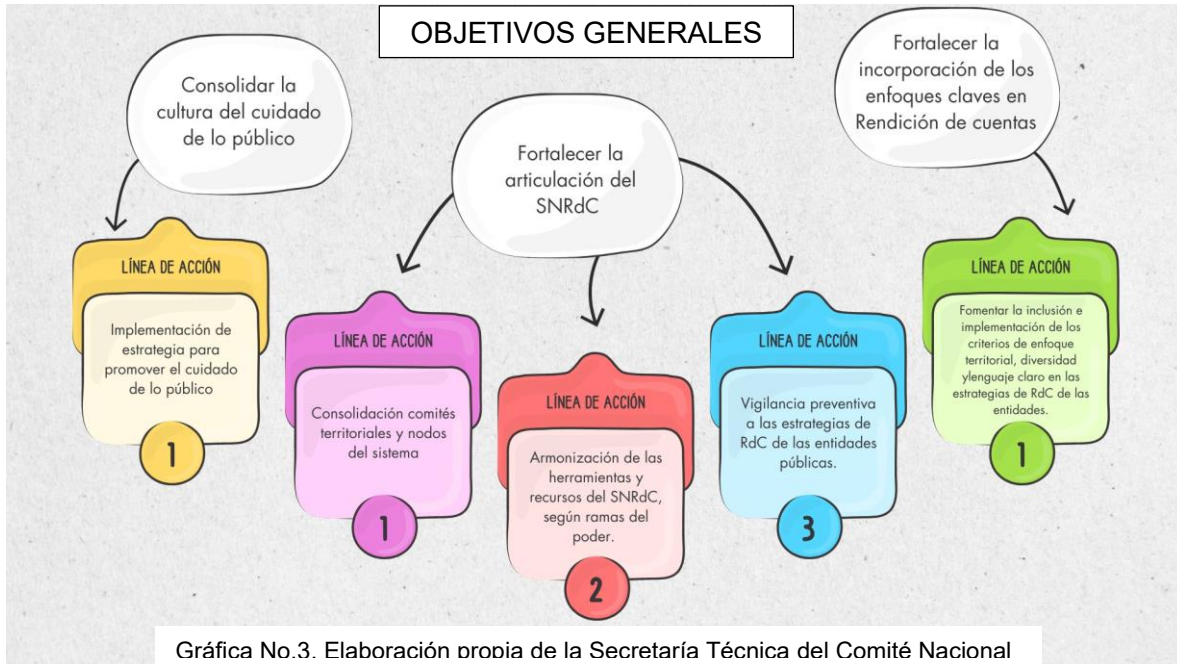 OBJETIVOS GENERALES
Consolidar la
cultura del cuidado
de lo público
Fortalecer la
articulación del
SNRdC
Fortalecer la
incorporación de los
enfoques claves en
Rendición de cuentas
LÍNEA DE ACCIÓN
Implementación de
estrategia para
promover el cuidado
de lo público
1
LÍNEA DE ACCIÓN
Consolidación comités
territoriales y nodos
del sistema
1
LÍNEA DE ACCIÓN
Armonización de las
herramientas y
recursos del SNRdC,
según ramas del
poder.
2
LÍNEA DE ACCIÓN
Vigilancia preventiva
a las estrategias de
RdC de las entidades
públicas.
3
LÍNEA DE ACCIÓN
Fomentar la inclusión e
implementación de los
criterios de enfoque
territorial, diversidad
ylenguaje claro en las
estrategias de RdC de las
entidades.
1
Gráfica No.3. Elaboración propia de la Secretaría Técnica del Comité Nacional